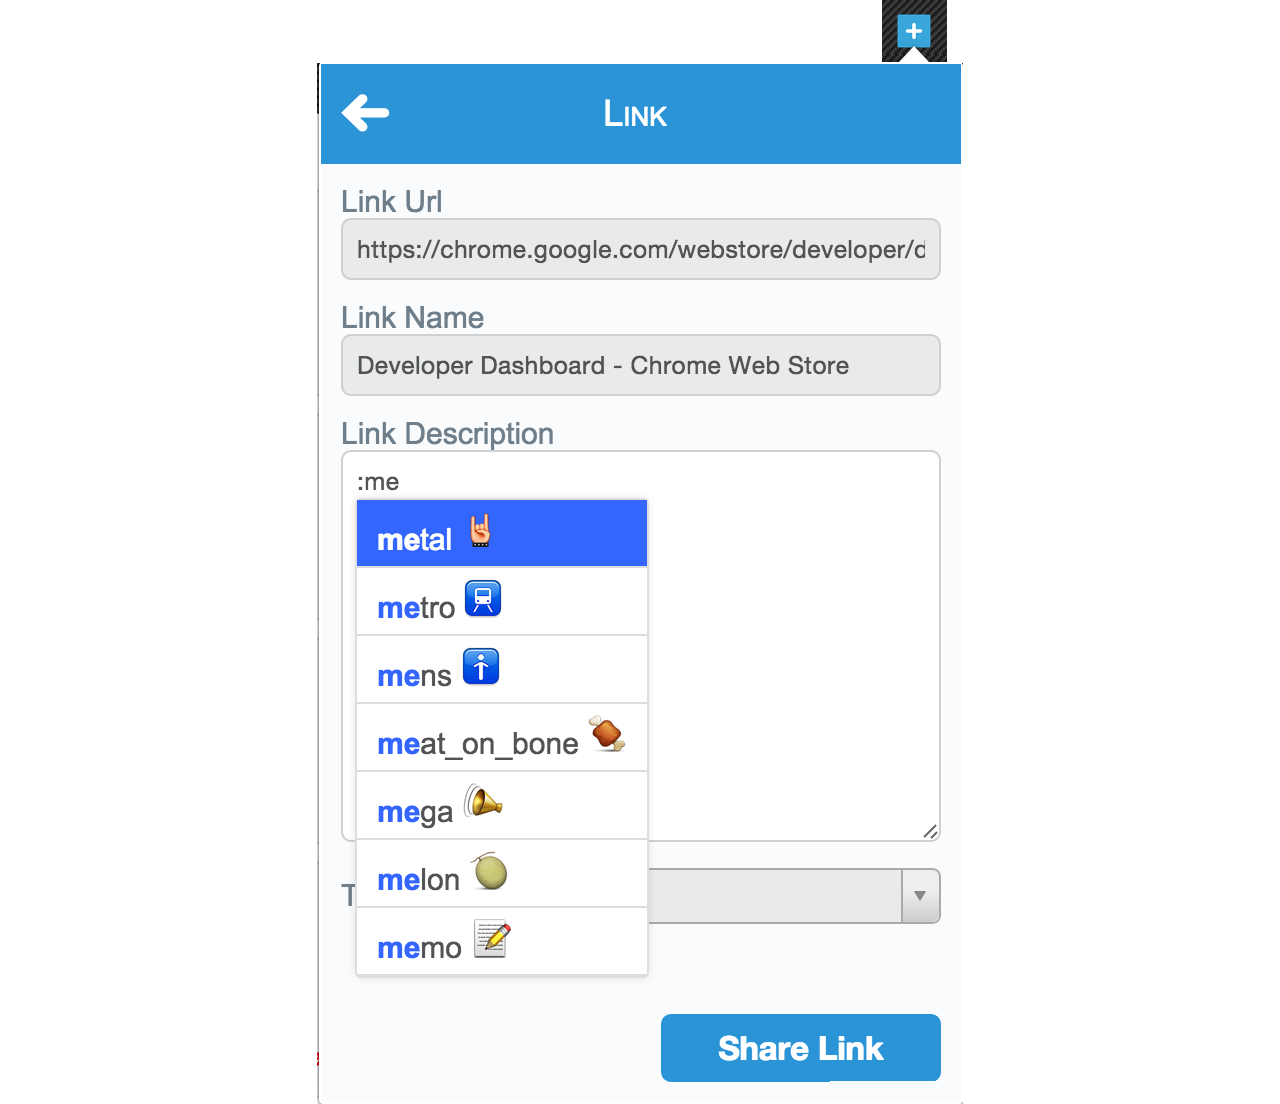 Link
Link Url
https://chrome.google.com/webstore/developer/d
Link Name
Developer Dashboard - Chrome Web Store
Link Description
:me
metal
metro
mens
meat_on_bone
mega
melon
memo
T
Share Link